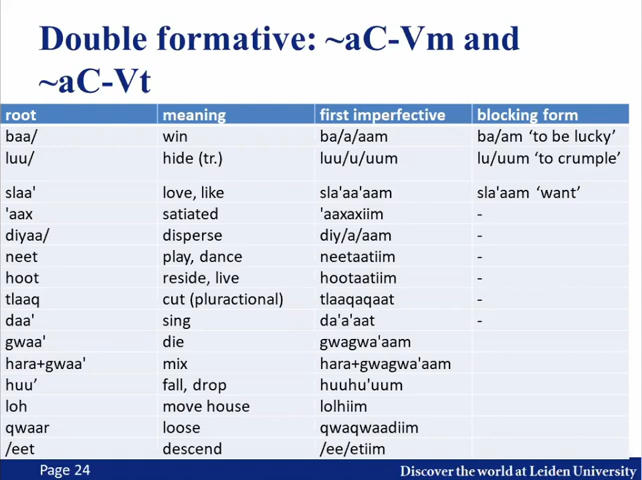 Double formative: ~aC-Vm and
~aC-Vt
root meaning first imperfective blocking form
baa/ win ba/a/aam ba/am ‘to be lucky’
luu/ hide (tr.) luu/u/uum lu/uum ‘to crumple’
slaa' love, like sla'aa'aam sla'aam ‘want’
'aax satiated 'aaxaxiim -
diyaa/ disperse diy/a/aam -
neet play, dance neetaatiim -
hoot reside, live hootaatiim -
tlaaq cut (pluractional) tlaaqaqaat -
daa' sing da'a'aat -
gwaa' die gwagwa'aam
hara+gwaa' mix hara+gwagwa'aam
huu’ fall, drop huuhu'uum
loh move house lolhiim
qwaar loose qwaqwaadiim
/eet descend /ee/etiim
Page 24 Discover the world at Leiden University